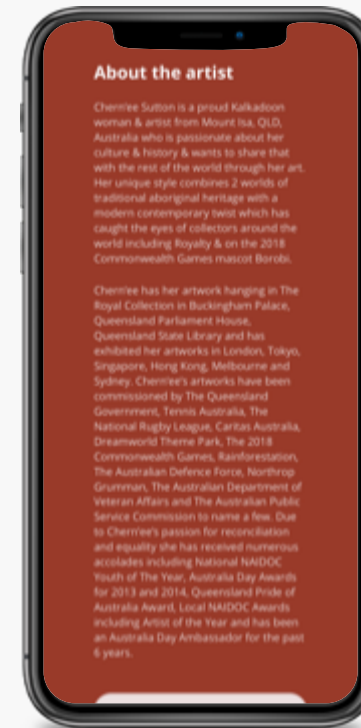 About the artist
Chern'ee Sutton is a proud Kalkadoon
woman & artist from Mount Isa, QLD,
Australia who is passionate about her
culture & history & wants to share that
with the rest of the world through her art.
Her unique style combines 2 worlds of
traditional aboriginal heritage with a
modern contemporary twist which has
caught the eyes of collectors around the
world including Royalty & on the 2018
Commonwealth Games mascot Borobi.
Chern'ee has her artwork hanging in The
Royal Collection in Buckingham Palace,
Queensland Parliament House,
Queensland State Library and has
exhibited her artworks in London, Tokyo,
Singapore, Hong Kong, Melbourne and
Sydney. Chern'ee's artworks have been
commissioned by The Queensland
Government, Tennis Australia, The
National Rugby League, Caritas Australia,
Dreamworld Theme Park, The 2018
Commonwealth Games, Rainforestation,
The Australian Defence Force, Northrop
Grumman, The Australian Department of
Veteran Affairs and The Australian Public
Service Commission to name a few. Due
to Chern'ee's passion for reconciliation
and equality she has received numerous
accolades including National NAIDOC
Youth of The Year, Australia Day Awards
for 2013 and 2014, Queensland Pride of
Australia Award, Local NAIDOC Awards
including Artist of the Year and has been
an Australia Day Ambassador for the past
6 years.